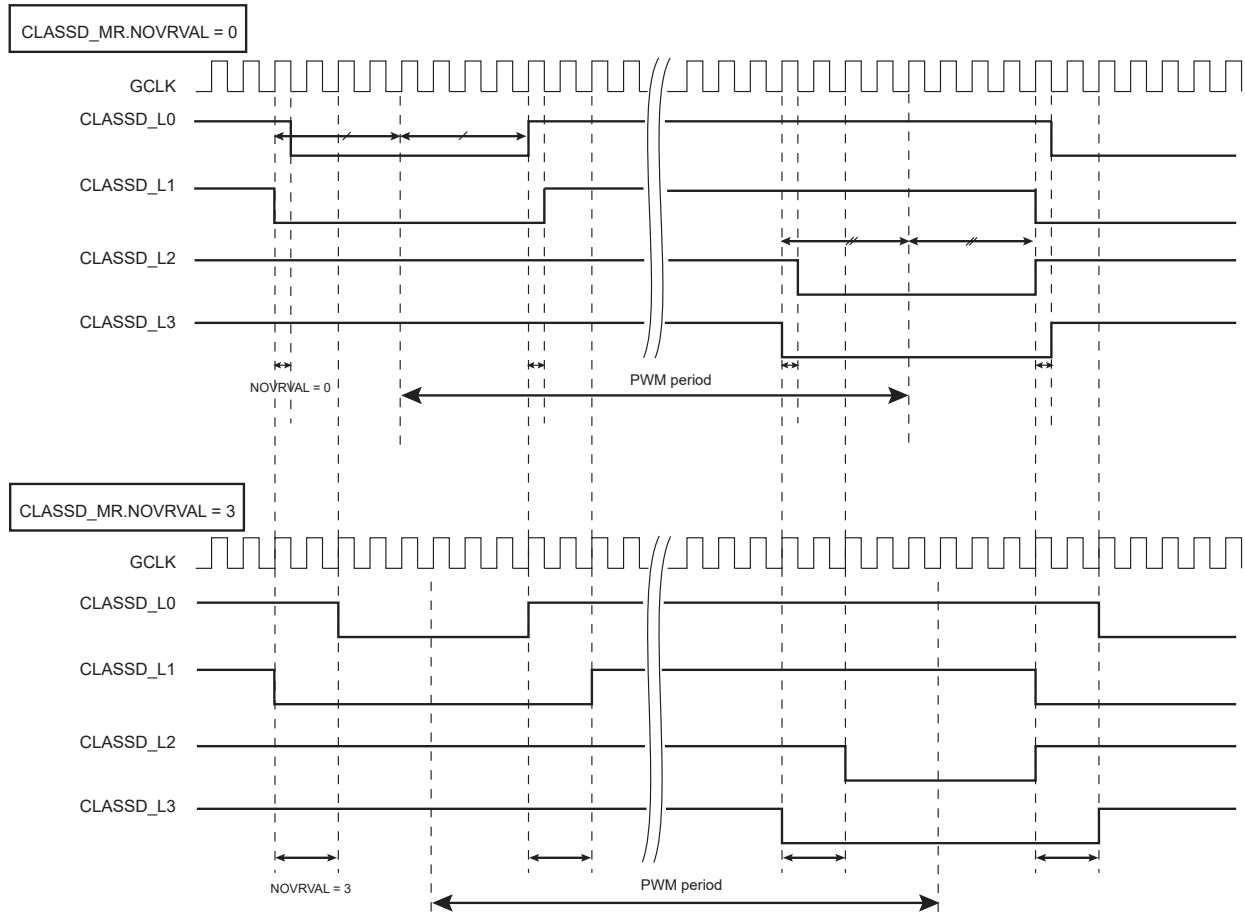 CLASSD_MR.NOVRVAL = 0
GCLK
CLASSD_L0
CLASSD_L1
CLASSD_L2
CLASSD_L3
NOVRVAL = 0
PWM period
CLASSD_MR.NOVRVAL = 3
GCLK
CLASSD_L0
CLASSD_L1
CLASSD_L2
CLASSD_L3
NOVRVAL = 3
PWM period